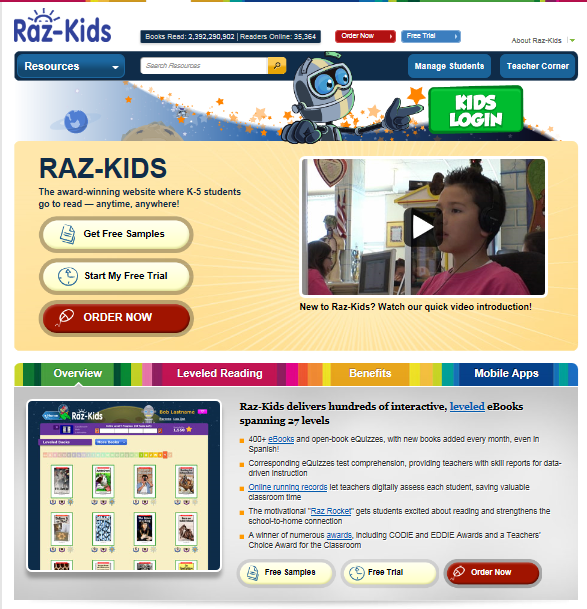 Raz-Kids
Books Read: 2,392,290,902 | Readers Online: 35,364
Order Now
Free Trial
About Raz-Kids
Resources
Search Resources
Manage Students
Teacher Corner
KIDS
LOGIN
RAZ-KIDS
The award-winning website where K-5 students
go to read — anytime, anywhere!
Get Free Samples
Start My Free Trial
ORDER NOW
New to Raz-Kids? Watch our quick video introduction!
Overview
Leveled Reading
Benefits
Mobile Apps
Raz-Kids
Bob Lastname
Leveled Books
Raz-Kids delivers hundreds of interactive, leveled eBooks
spanning 27 levels
400+ eBooks and open-book eQuizzes, with new books added every month, even in
Spanish!
Corresponding eQuizzes test comprehension, providing teachers with skill reports for data-
driven instruction
Online running records let teachers digitally assess each student, saving valuable
classroom time
The motivational "Raz Rocket" gets students excited about reading and strengthens the
school-to-home connection
A winner of numerous awards, including CODIE and EDDIE Awards and a Teachers'
Choice Award for the Classroom
Free Samples
Free Trial
Order Now